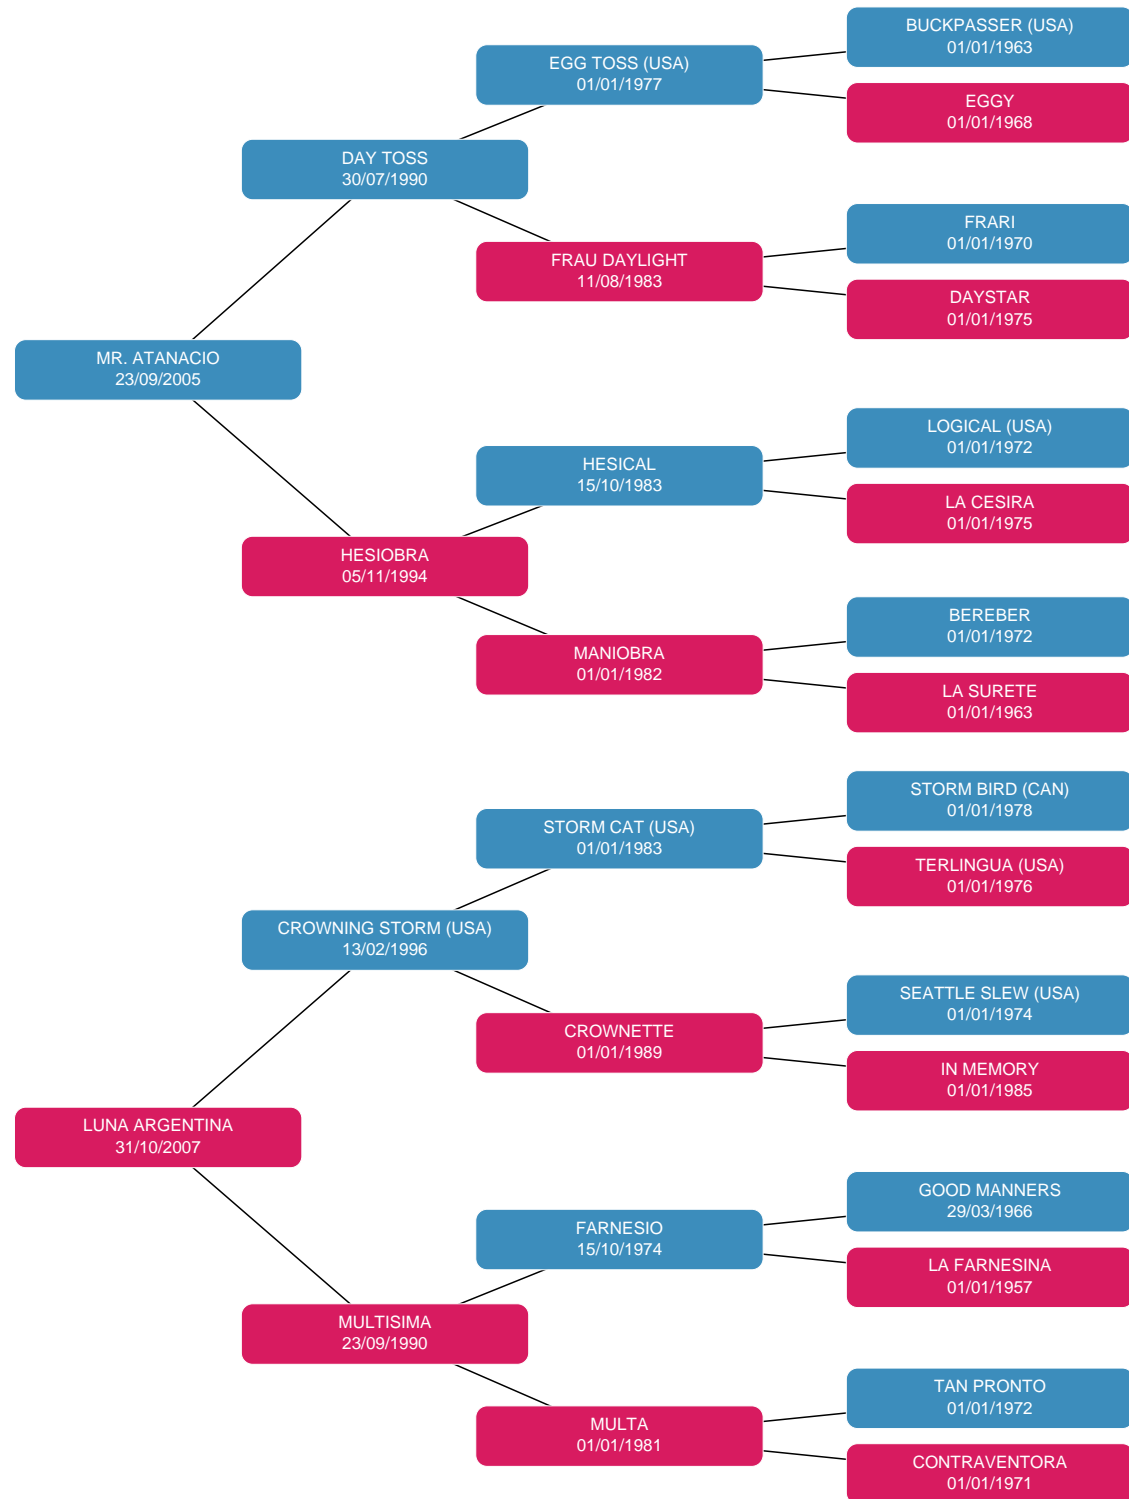 BUCKPASSER (USA)
01/01/1963
EGG TOSS (USA)
01/01/1977
EGGY
01/01/1968
DAY TOSS
30/07/1990
FRARI
01/01/1970
FRAU DAYLIGHT
11/08/1983
DAYSTAR
01/01/1975
MR. ATANACIO
23/09/2005
LOGICAL (USA)
01/01/1972
HESICAL
15/10/1983
LA CESIRA
01/01/1975
HESIOBRA
05/11/1994
BEREBER
01/01/1972
MANIOBRA
01/01/1982
LA SURETE
01/01/1963
STORM BIRD (CAN)
01/01/1978
STORM CAT (USA)
01/01/1983
TERLINGUA (USA)
01/01/1976
CROWNING STORM (USA)
13/02/1996
SEATTLE SLEW (USA)
01/01/1974
CROWNETTE
01/01/1989
IN MEMORY
01/01/1985
LUNA ARGENTINA
31/10/2007
GOOD MANNERS
29/03/1966
FARNESIO
15/10/1974
LA FARNESINA
01/01/1957
MULTISIMA
23/09/1990
TAN PRONTO
01/01/1972
MULTA
01/01/1981
CONTRAVENTORA
01/01/1971